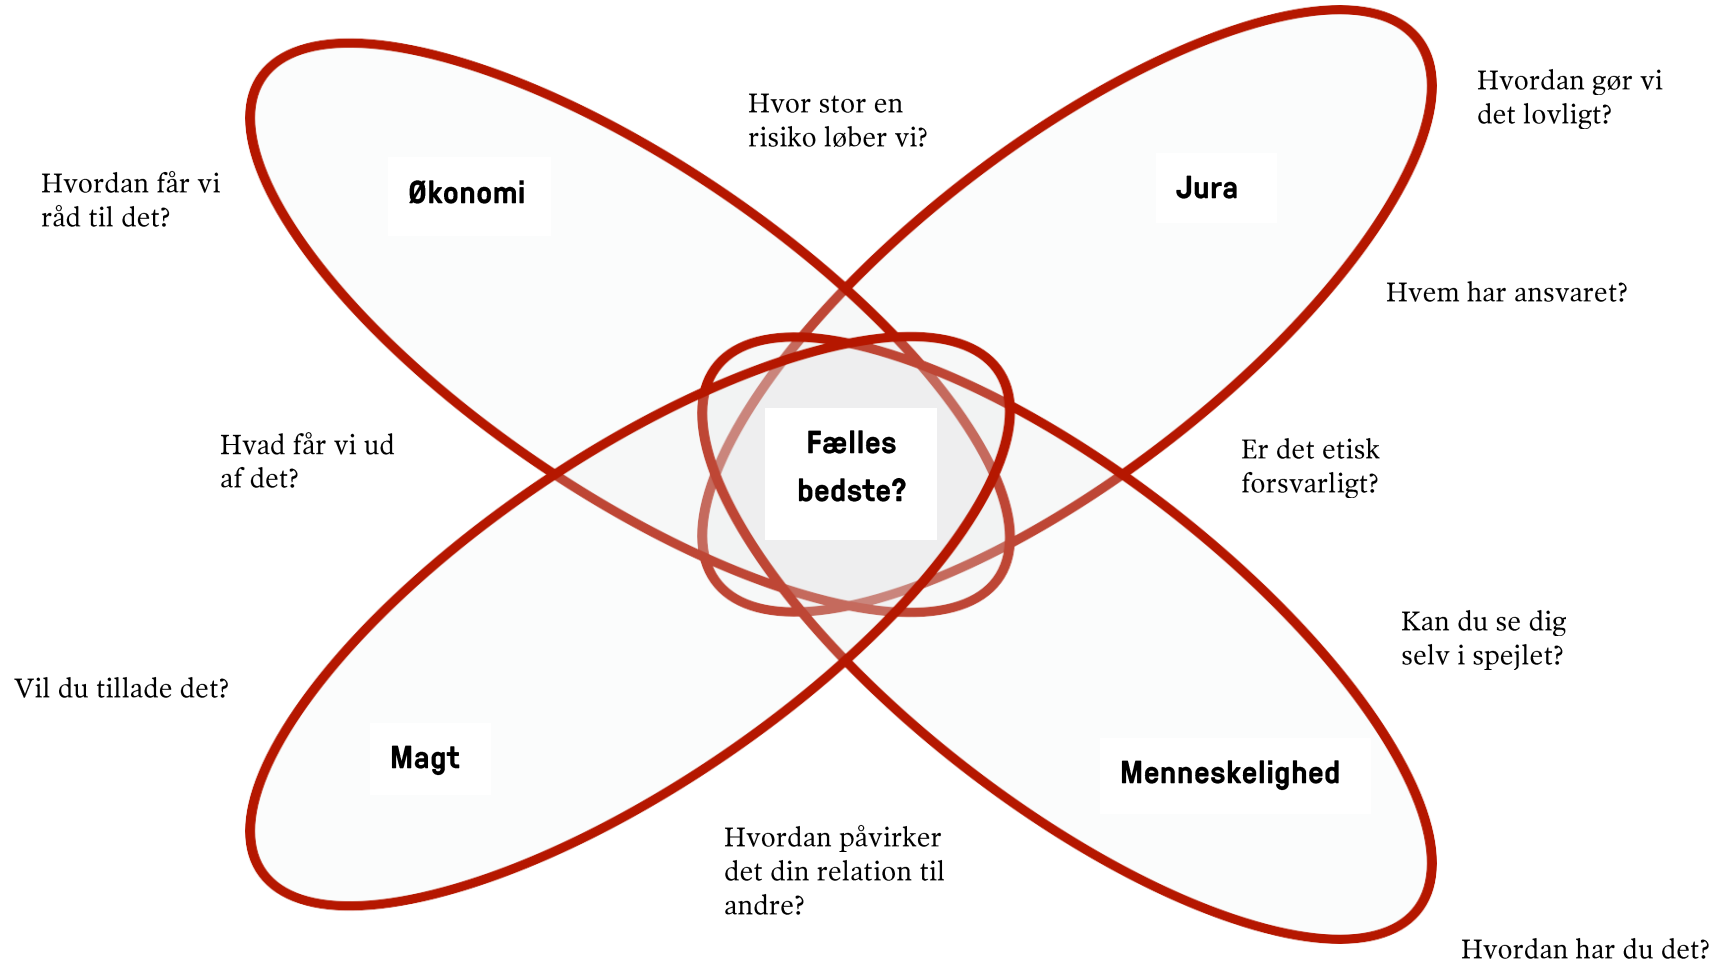 Hvor stor en
risiko løber vi?
Hvordan gør vi
det lovligt?
Hvordan får vi
råd til det?
Økonomi
Jura
Hvem har ansvaret?
Hvad får vi ud
af det?
Fælles
bedste?
Er det etisk
forsvarligt?
Kan du se dig
selv i spejlet?
Vil du tillade det?
Magt
Menneskelighed
Hvordan påvirker
det din relation til
andre?
Hvordan har du det?